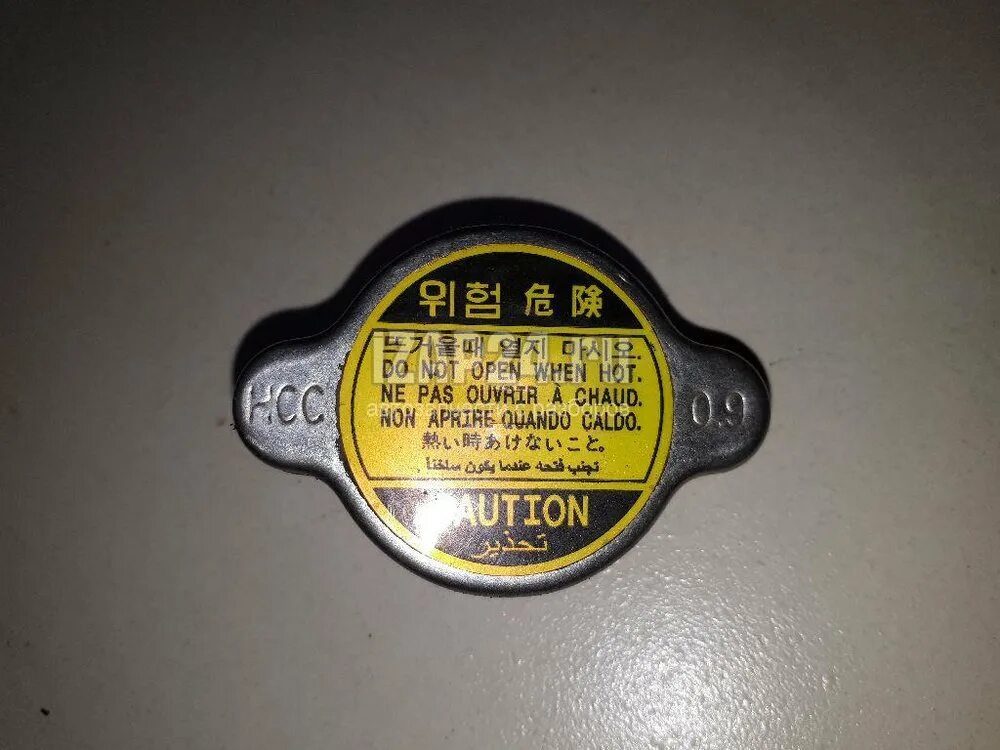 위험 危険
뜨거울때 열지 마시오.
DO NOT OPEN WHEN HOT.
NE PAS OUVRIR À CHAUD.
NON APRIRE QUANDO CALDO.
熱い時あけないこと。
تجنب فتحه عندما يكون ساخناً
HCC
0.9
CAUTION
تحذير